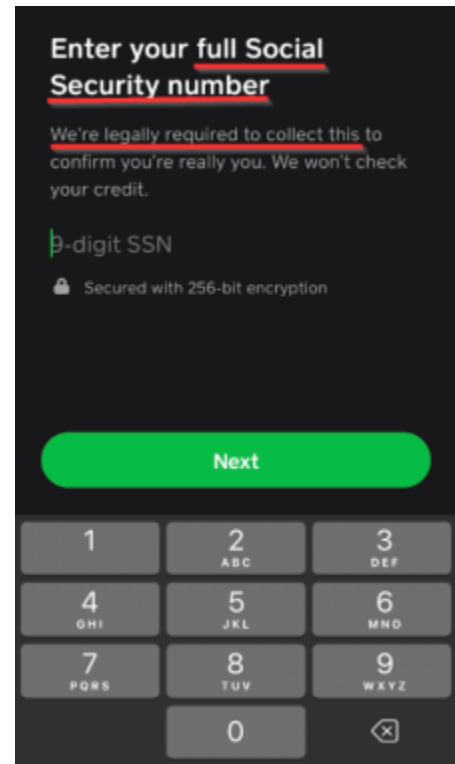 Enter your full Social
Security number
We're legally required to collect this to
confirm you're really you. We won't check
your credit.
9-digit SSN
Secured with 256-bit encryption
Next
1 2 3
ABC DEF
4 5 6
GHI JKL MNO
7 8 9
PQRS TUV WXYZ
0